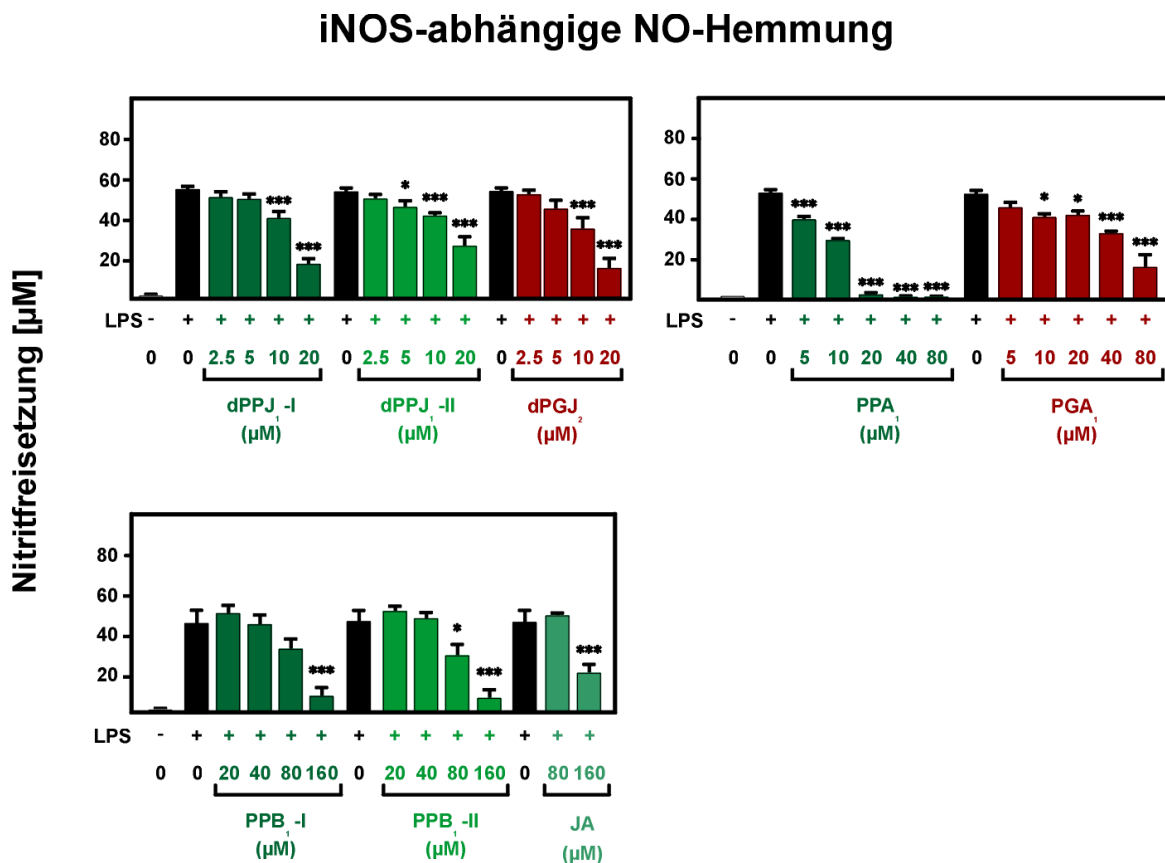 iNOS-abhängige NO-Hemmung
Nitritfreisetzung [µM]
80
60
40
20
*** *** * *** *** *** ***
LPS - + + + + + + + + + + + + + + +
0 0 2.5 5 10 20 0 2.5 5 10 20 0 2.5 5 10 20
dPPJ1-I dPPJ1-II dPGJ2
(µM) (µM) (µM)
80
60
40
20
*** *** *** *** *** * * *** ***
LPS - + + + + + + + + + + + +
0 0 5 10 20 40 80 0 5 10 20 40 80
PPA1 PGA1
(µM) (µM)
80
60
40
20
*** * *** ***
LPS - + + + + + + + + + + + + +
0 0 20 40 80 160 0 20 40 80 160 0 80 160
PPB1-I PPB1-II JA
(µM) (µM) (µM)